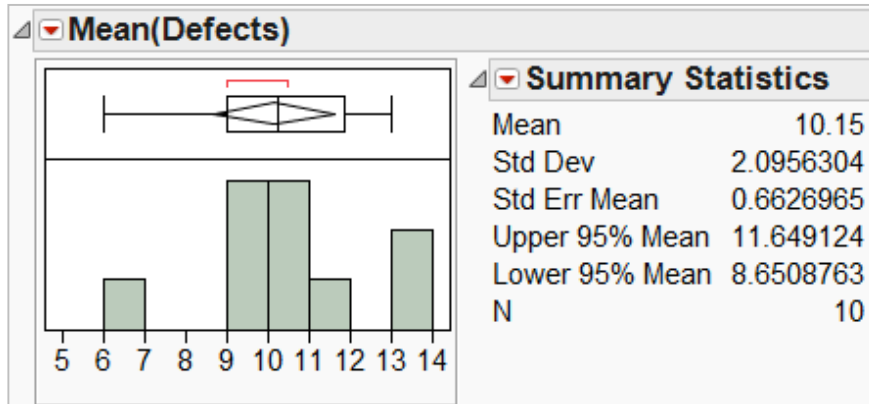 Mean(Defects)
Summary Statistics
Mean 10.15
Std Dev 2.0956304
Std Err Mean 0.6626965
Upper 95% Mean 11.649124
Lower 95% Mean 8.6508763
N 10
5 6 7 8 9 10 11 12 13 14